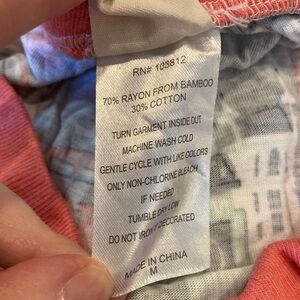 RN# 103812
70% RAYON FROM BAMBOO
30% COTTON
TURN GARMENT INSIDE OUT
MACHINE WASH COLD
GENTLE CYCLE WITH LIKE COLORS
ONLY NON-CHLORINE BLEACH
IF NEEDED
TUMBLE DRY LOW
DO NOT IRON IF DECORATED
MADE IN CHINA
M